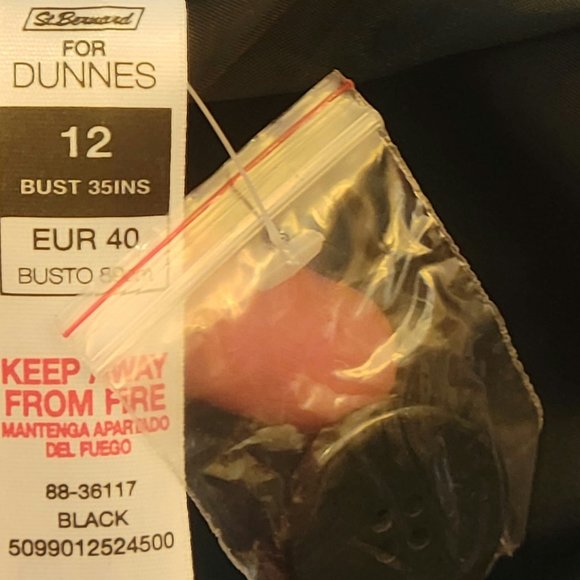 St. Bernard
FOR
DUNNES
12
BUST 35INS
EUR 40
BUSTO
KEEP AWAY
FROM FIRE
MANTENGA APARTADO
DEL FUEGO
88-36117
BLACK
5099012524500